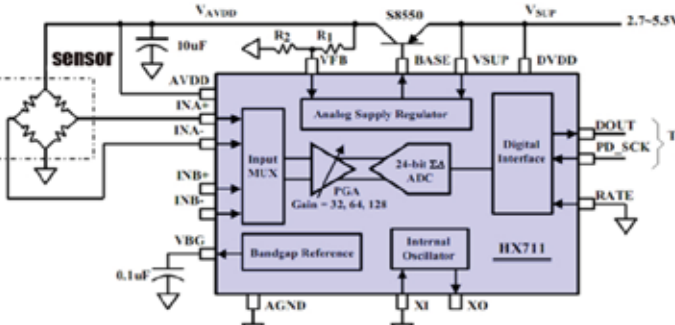 V_AVDD S8550 V_SUP 2.7~5.5V
sensor 10uF R2 R1
VFB BASE VSUP DVDD
AVDD
INA+ Analog Supply Regulator
INA- DOUT
Input MUX 24-bit ΣΔ ADC Digital Interface PD_SCK T
INB+ PGA
INB- Gain = 32, 64, 128 RATE
VBG Bandgap Reference Internal Oscillator HX711
0.1uF
AGND XI XO